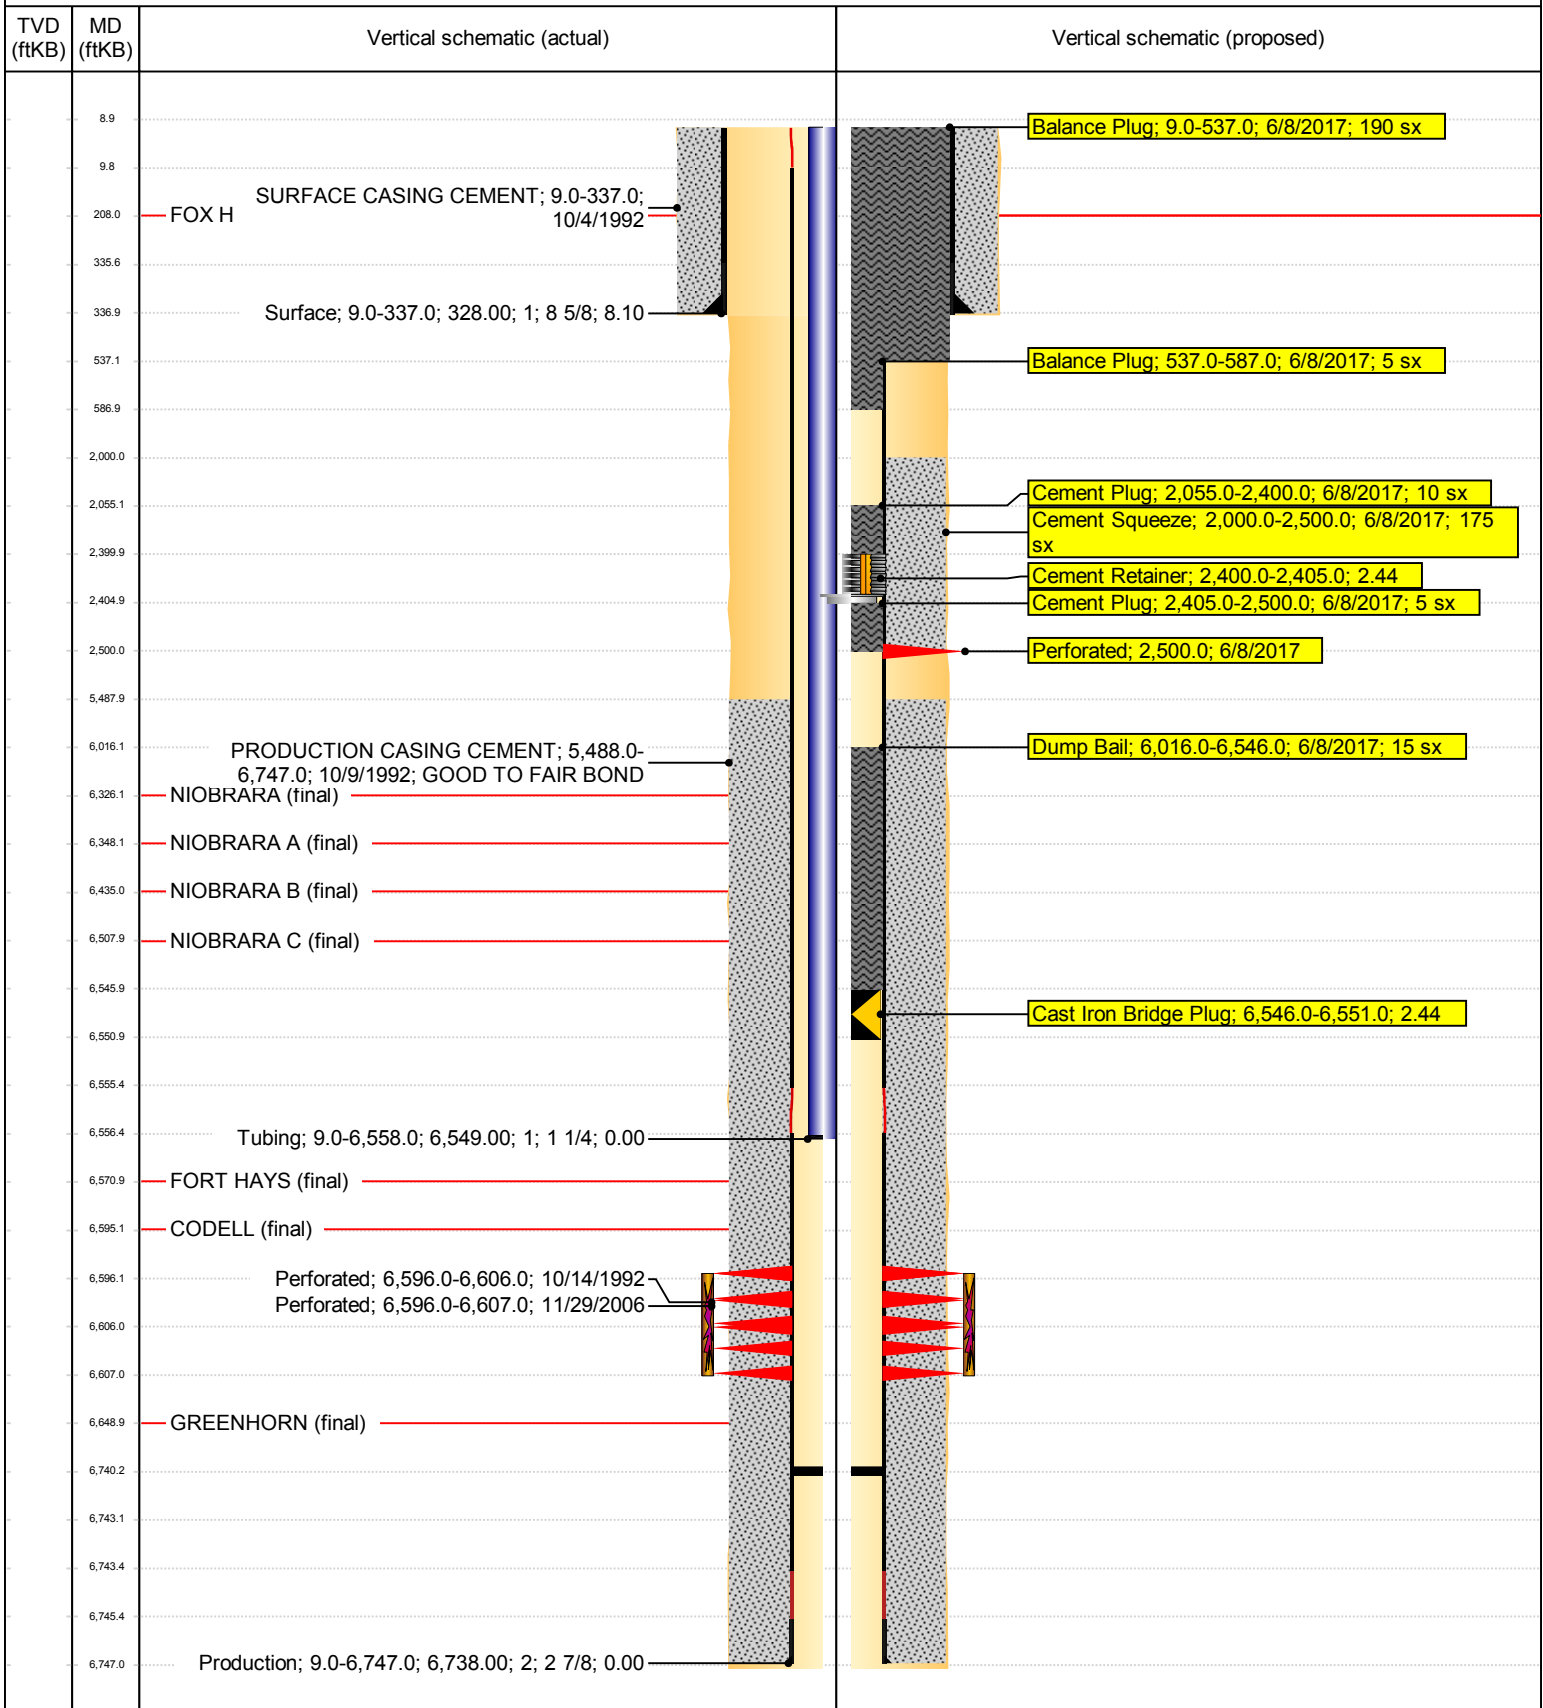 TVD
(ftKB)
MD
(ftKB)
Vertical schematic (actual)
Vertical schematic (proposed)
8.9
Balance Plug; 9.0-537.0; 6/8/2017; 190 sx
9.8
SURFACE CASING CEMENT; 9.0-337.0;
10/4/1992
208.0
FOX H
335.6
336.9
Surface; 9.0-337.0; 328.00; 1; 8 5/8; 8.10
537.1
Balance Plug; 537.0-587.0; 6/8/2017; 5 sx
586.9
2,000.0
Cement Plug; 2,055.0-2,400.0; 6/8/2017; 10 sx
2,055.1
Cement Squeeze; 2,000.0-2,500.0; 6/8/2017; 175
sx
2,399.9
Cement Retainer; 2,400.0-2,405.0; 2.44
2,404.9
Cement Plug; 2,405.0-2,500.0; 6/8/2017; 5 sx
2,500.0
Perforated; 2,500.0; 6/8/2017
5,487.9
6,016.1
PRODUCTION CASING CEMENT; 5,488.0-
6,747.0; 10/9/1992; GOOD TO FAIR BOND
Dump Bail; 6,016.0-6,546.0; 6/8/2017; 15 sx
6,326.1
NIOBRARA (final)
6,348.1
NIOBRARA A (final)
6,435.0
NIOBRARA B (final)
6,507.9
NIOBRARA C (final)
6,545.9
Cast Iron Bridge Plug; 6,546.0-6,551.0; 2.44
6,550.9
6,555.4
6,556.4
Tubing; 9.0-6,558.0; 6,549.00; 1; 1 1/4; 0.00
6,570.9
FORT HAYS (final)
6,595.1
CODELL (final)
6,596.1
Perforated; 6,596.0-6,606.0; 10/14/1992
Perforated; 6,596.0-6,607.0; 11/29/2006
6,606.0
6,607.0
6,648.9
GREENHORN (final)
6,740.2
6,743.1
6,743.4
6,745.4
6,747.0
Production; 9.0-6,747.0; 6,738.00; 2; 2 7/8; 0.00